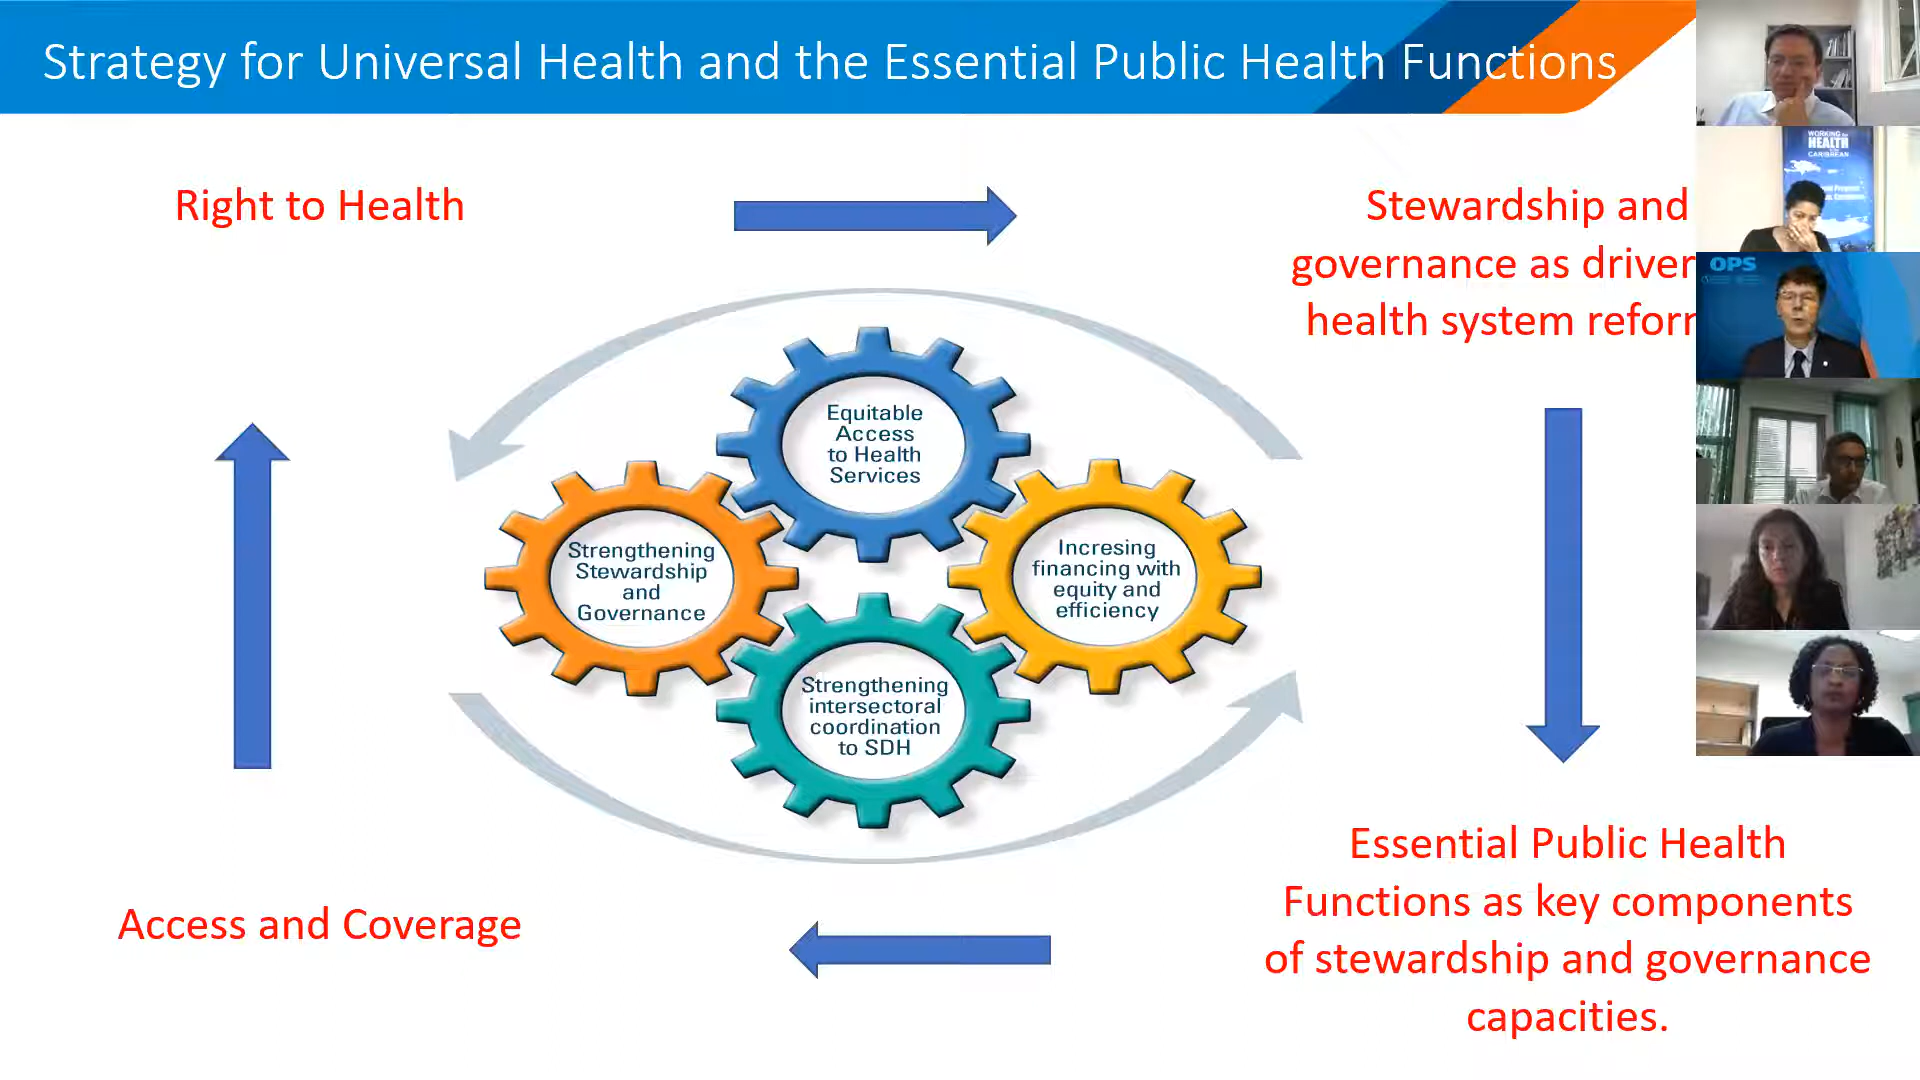 Strategy for Universal Health and the Essential Public Health Functions
Right to Health
Stewardship and
governance as driver
health system refor
Equitable
Access
to Health
Services
Strengthening
Stewardship
and
Governance
Incresing
financing with
equity and
efficiency
Strengthening
intersectoral
coordination
to SDH
Access and Coverage
Essential Public Health
Functions as key components
of stewardship and governance
capacities.
WORKING
HEALTH
CARIBBEAN
OPS